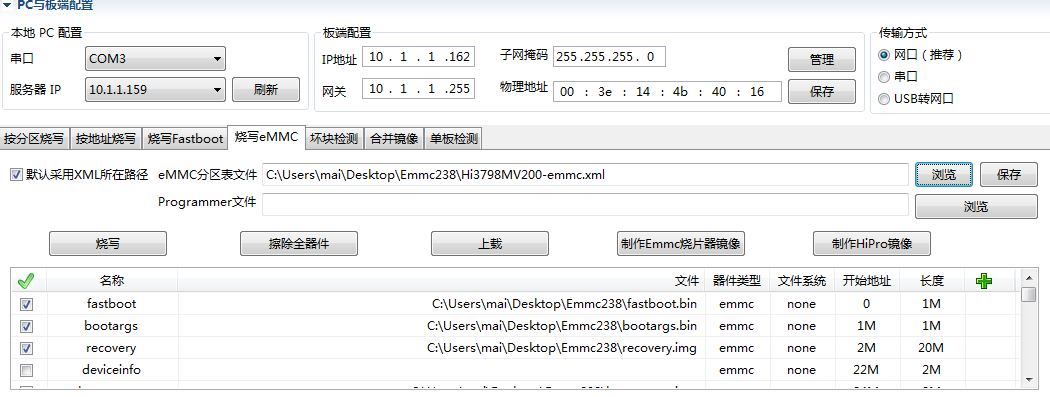 PC与板端配置
本地 PC 配置
串口 COM3
服务器 IP 10.1.1.159 刷新
板端配置
IP地址 10 . 1 . 1 .162 子网掩码 255.255.255. 0 管理
网关 10 . 1 . 1 .255 物理地址 00 : 3e : 14 : 4b : 40 : 16 保存
传输方式
网口（推荐）
串口
USB转网口
按分区烧写 按地址烧写 烧写Fastboot 烧写eMMC 坏块检测 合并镜像 单板检测
默认采用XML所在路径 eMMC分区表文件 C:\Users\mai\Desktop\Emmc238\Hi3798MV200-emmc.xml 浏览 保存
Programmer文件 浏览
烧写 擦除全器件 上载 制作Emmc烧片器镜像 制作HiPro镜像
名称 文件 器件类型 文件系统 开始地址 长度
fastboot C:\Users\mai\Desktop\Emmc238\fastboot.bin emmc none 0 1M
bootargs C:\Users\mai\Desktop\Emmc238\bootargs.bin emmc none 1M 1M
recovery C:\Users\mai\Desktop\Emmc238\recovery.img emmc none 2M 20M
deviceinfo emmc none 22M 2M